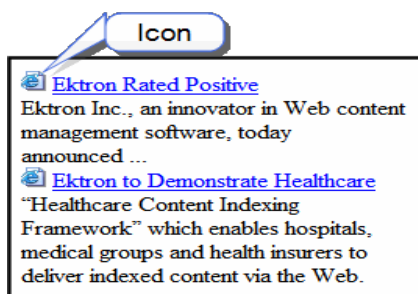 Icon
Ektron Rated Positive
Ektron Inc., an innovator in Web content
management software, today
announced ...
Ektron to Demonstrate Healthcare
“Healthcare Content Indexing
Framework” which enables hospitals,
medical groups and health insurers to
deliver indexed content via the Web.